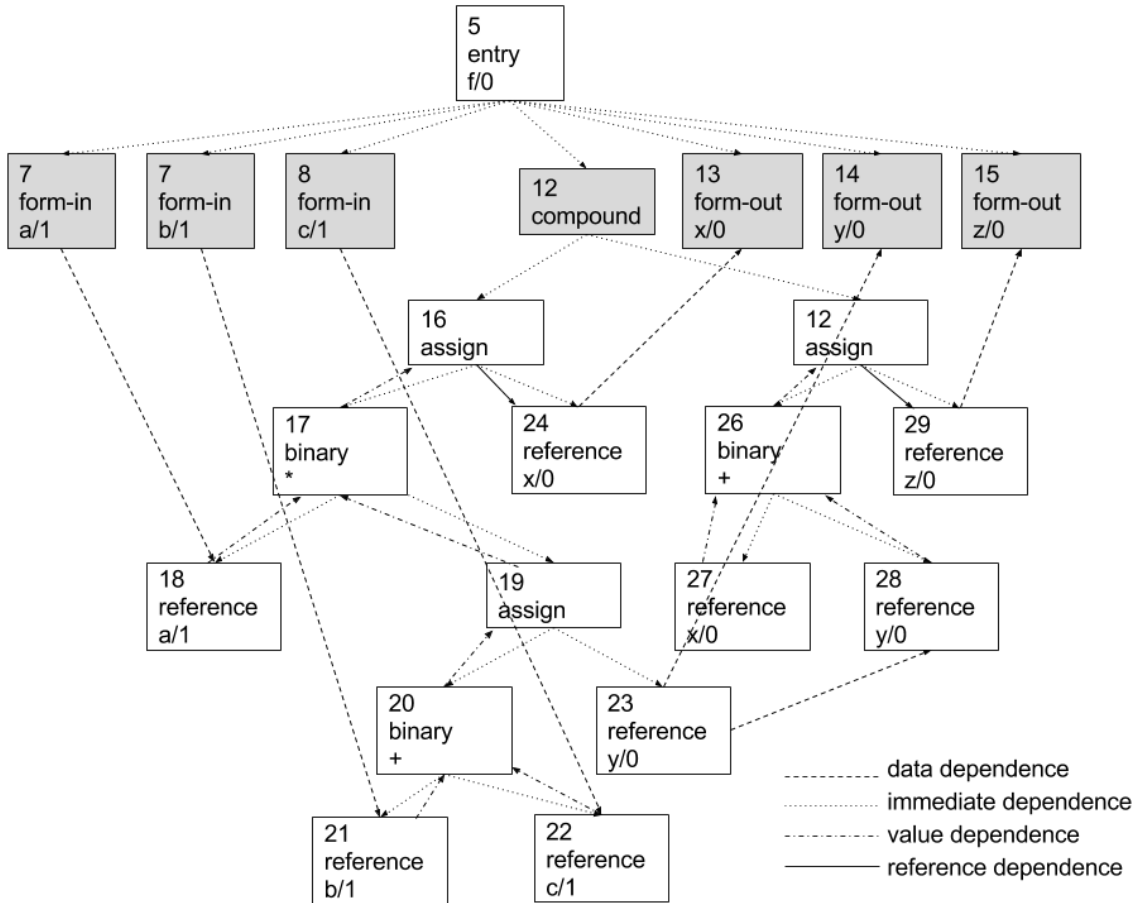 5
entry
f/0
7
form-in
a/1
7
form-in
b/1
8
form-in
c/1
12
compound
13
form-out
x/0
14
form-out
y/0
15
form-out
z/0
16
assign
12
assign
17
binary
*
24
reference
x/0
26
binary
+
29
reference
z/0
18
reference
a/1
19
assign
27
reference
x/0
28
reference
y/0
20
binary
+
23
reference
y/0
21
reference
b/1
22
reference
c/1
data dependence
immediate dependence
value dependence
reference dependence